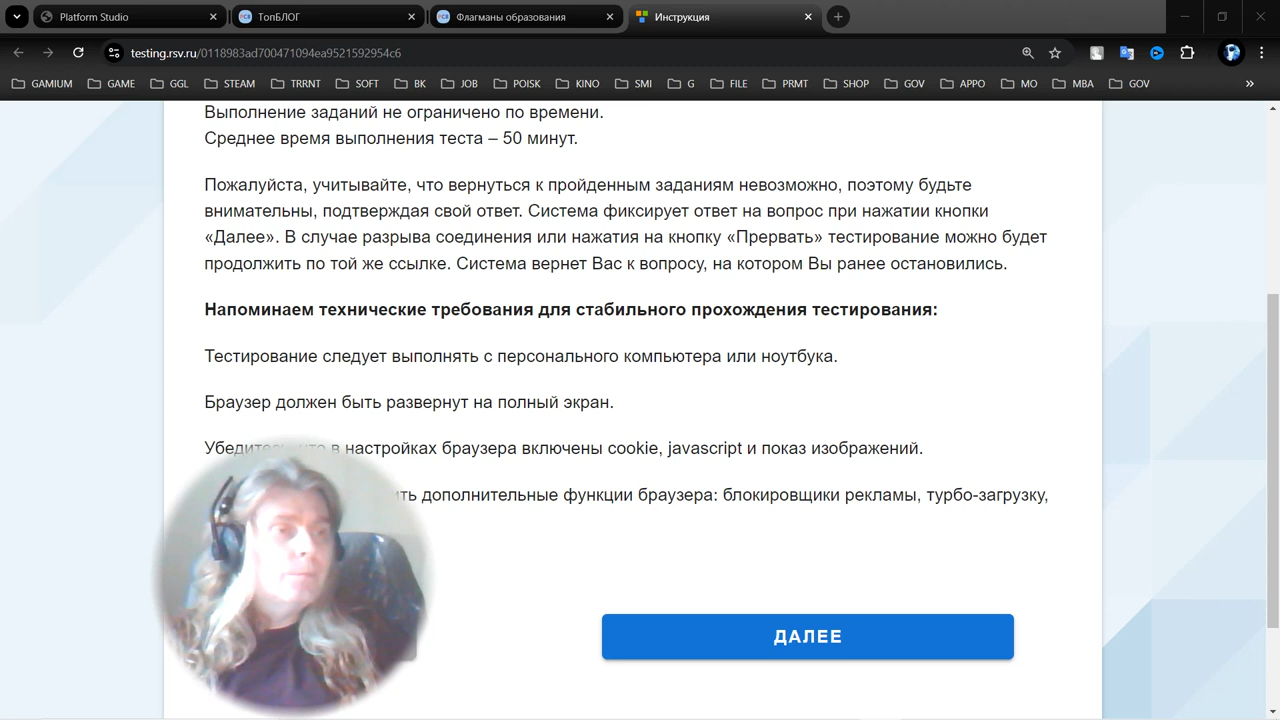 Platform Studio
ТопБЛОГ
Флагманы образования
Инструкция
testing.rsv.ru/0118983ad700471094ea9521592954c6
GAMIUM GAME GGL STEAM TRRNT SOFT BK JOB POISK KINO SMI G FILE PRMT SHOP GOV APPO MO MBA GOV
Выполнение заданий не ограничено по времени.
Среднее время выполнения теста – 50 минут.
Пожалуйста, учитывайте, что вернуться к пройденным заданиям невозможно, поэтому будьте
внимательны, подтверждая свой ответ. Система фиксирует ответ на вопрос при нажатии кнопки
«Далее». В случае разрыва соединения или нажатия на кнопку «Прервать» тестирование можно будет
продолжить по той же ссылке. Система вернет Вас к вопросу, на котором Вы ранее остановились.
Напоминаем технические требования для стабильного прохождения тестирования:
Тестирование следует выполнять с персонального компьютера или ноутбука.
Браузер должен быть развернут на полный экран.
в настройках браузера включены cookie, javascript и показ изображений.
дополнительные функции браузера: блокировщики рекламы, турбо-загрузку,
ДАЛЕЕ